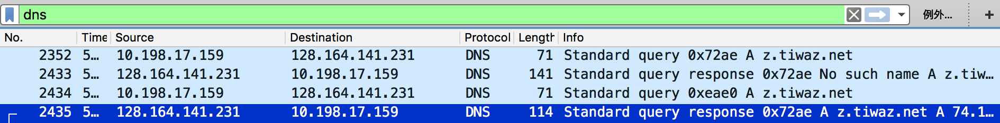 dns 例外… +
No. Time Source Destination Protocol Length Info
2352 5… 10.198.17.159 128.164.141.231 DNS 71 Standard query 0x72ae A z.tiwaz.net
2433 5… 128.164.141.231 10.198.17.159 DNS 141 Standard query response 0x72ae No such name A z.tiw…
2434 5… 10.198.17.159 128.164.141.231 DNS 71 Standard query 0xeae0 A z.tiwaz.net
2435 5… 128.164.141.231 10.198.17.159 DNS 114 Standard query response 0x72ae A z.tiwaz.net A 74.1…